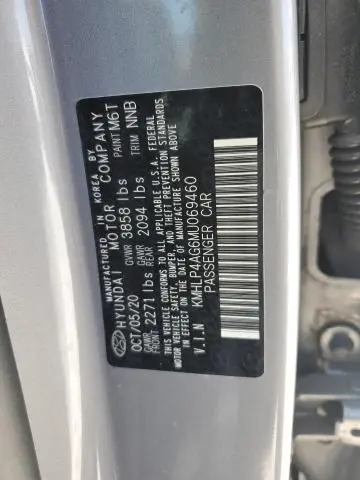 MANUFACTURED IN KOREA BY
HYUNDAI MOTOR COMPANY
OCT/05/20 GVWR 3858 lbs PAINT M6T
GAWR FRONT 2271 lbs GAWR REAR 2094 lbs TRIM NNB
THIS VEHICLE CONFORMS TO ALL APPLICABLE U.S.A. FEDERAL
MOTOR VEHICLE SAFETY, BUMPER, AND THEFT PREVENTION
STANDARDS IN EFFECT ON THE DATE OF MANUFACTURE SHOWN ABOVE
V.I.N KMHLP4AG6MU069460
PASSENGER CAR